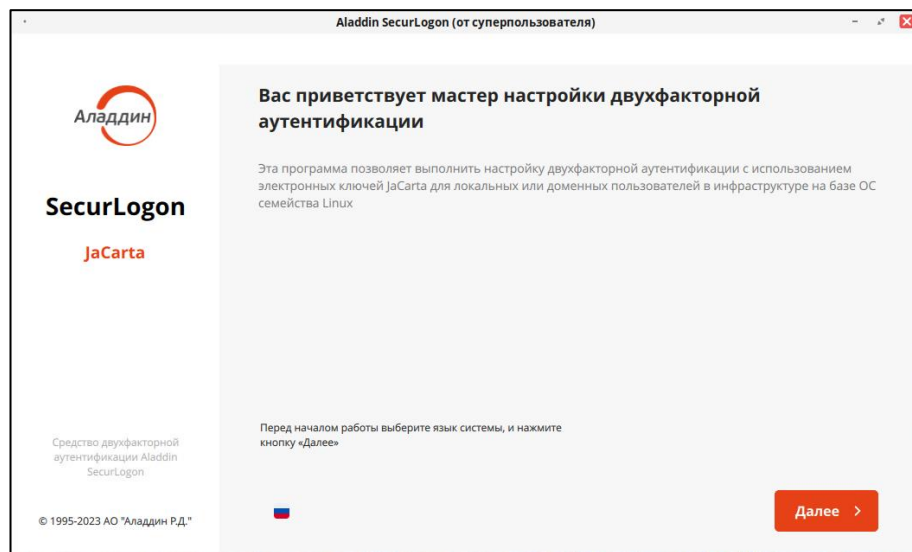 Aladdin SecurLogon (от суперпользователя)
Аладдин
SecurLogon
JaCarta
Средство двухфакторной
аутентификации Aladdin
SecurLogon
© 1995-2023 АО "Аладдин Р.Д."
Вас приветствует мастер настройки двухфакторной
аутентификации
Эта программа позволяет выполнить настройку двухфакторной аутентификации с использованием
электронных ключей JaCarta для локальных или доменных пользователей в инфраструктуре на базе ОС
семейства Linux
Перед началом работы выберите язык системы, и нажмите
кнопку «Далее»
Далее